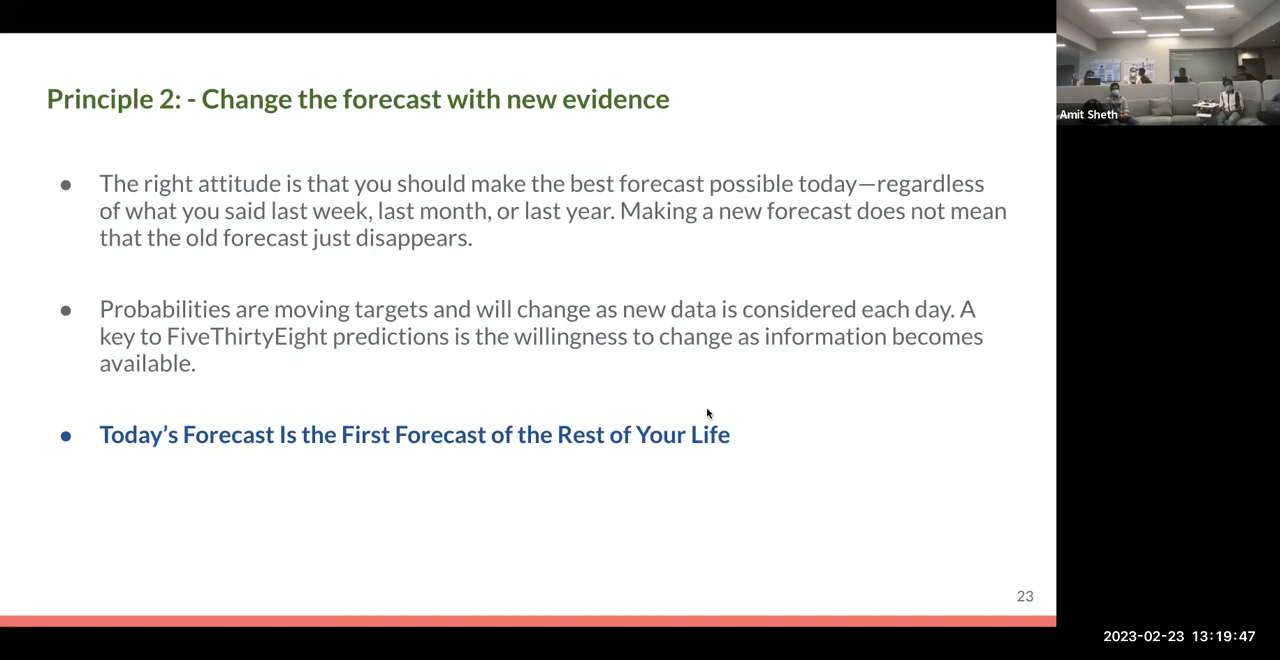 Principle 2: - Change the forecast with new evidence
● The right attitude is that you should make the best forecast possible today—regardless
of what you said last week, last month, or last year. Making a new forecast does not mean
that the old forecast just disappears.
● Probabilities are moving targets and will change as new data is considered each day. A
key to FiveThirtyEight predictions is the willingness to change as information becomes
available.
● Today’s Forecast Is the First Forecast of the Rest of Your Life
23
Amit Sheth
2023-02-23 13:19:47